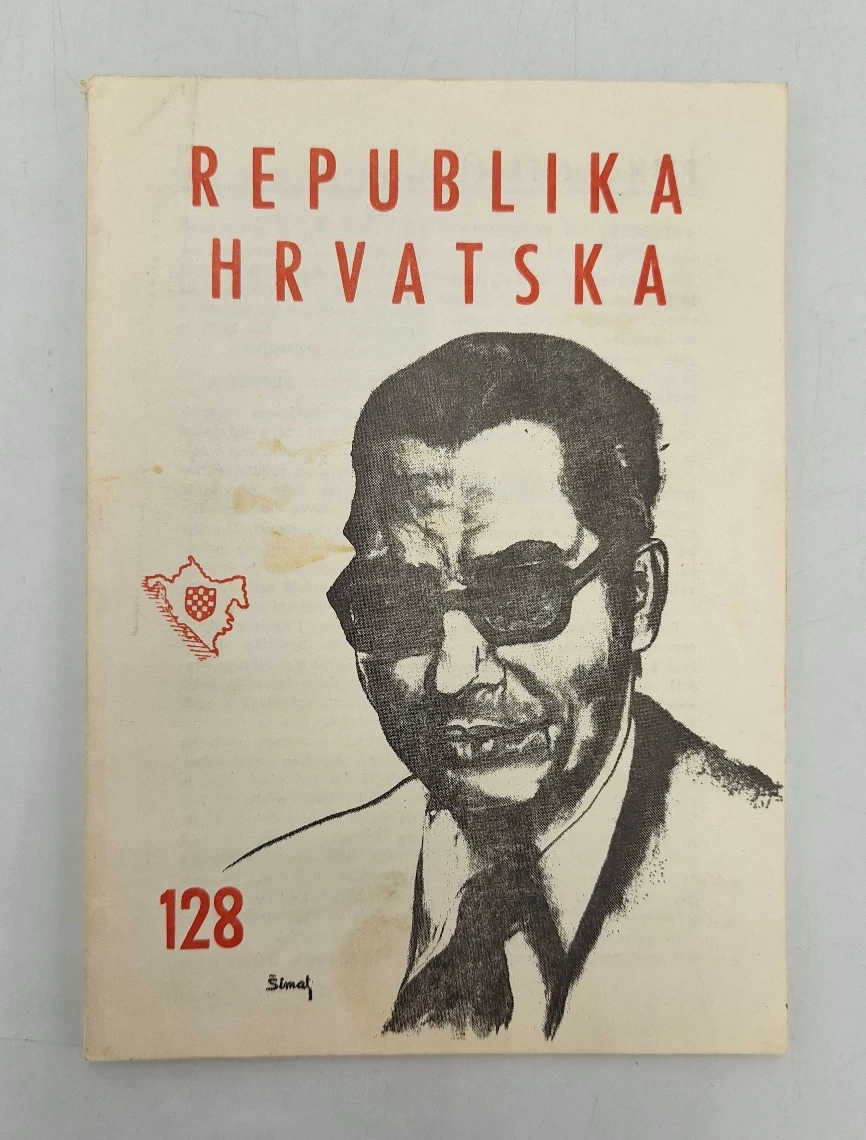 REPUBLIKA
HRVATSKA
128
Šimat